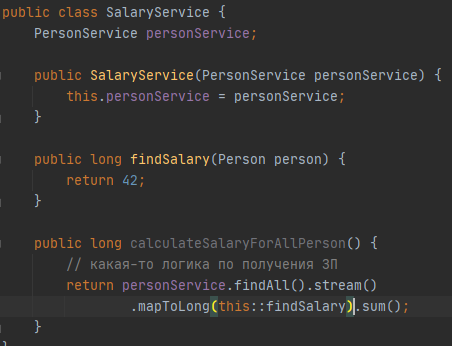 public class SalaryService {
PersonService personService;
public SalaryService(PersonService personService) {
this.personService = personService;
}
public long findSalary(Person person) {
return 42;
}
public long calculateSalaryForAllPerson() {
// какая-то логика по получения ЗП
return personService.findAll().stream()
.mapToLong(this::findSalary).sum();
}
}